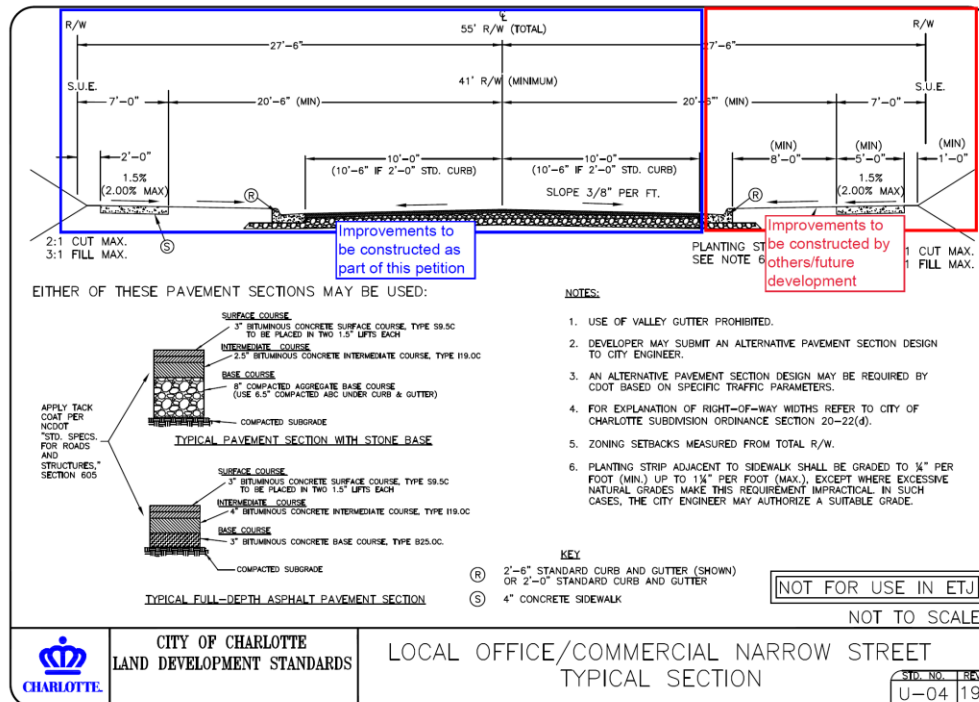 ℄
R/W
55' R/W (TOTAL)
R/W
27'-6"
27'-6"
S.U.E.
41' R/W (MINIMUM)
S.U.E.
7'-0"
20'-6" (MIN)
20'-6" (MIN)
7'-0"
2'-0"
10'-0"
(10'-6" IF 2'-0" STD. CURB)
10'-0"
(10'-6" IF 2'-0" STD. CURB)
(MIN)
8'-0"
(MIN)
5'-0"
(MIN)
1'-0"
1.5%
(2.00% MAX)
1.5%
(2.00% MAX)
R
SLOPE 3/8" PER FT.
R
S
2:1 CUT MAX.
3:1 FILL MAX.
Improvements to
be constructed as
part of this petition
PLANTING ST
SEE NOTE 6
Improvements to
be constructed by
others/future
development
CUT MAX.
FILL MAX.
EITHER OF THESE PAVEMENT SECTIONS MAY BE USED:
SURFACE COURSE
3" BITUMINOUS CONCRETE SURFACE COURSE, TYPE S9.5C
TO BE PLACED IN TWO 1.5" LIFTS EACH
INTERMEDIATE COURSE
2.5" BITUMINOUS CONCRETE INTERMEDIATE COURSE, TYPE I19.0C
BASE COURSE
8" COMPACTED AGGREGATE BASE COURSE
(USE 6.5" COMPACTED ABC UNDER CURB & GUTTER)
COMPACTED SUBGRADE
TYPICAL PAVEMENT SECTION WITH STONE BASE
APPLY TACK
COAT PER
NCDOT
"STD. SPECS.
FOR ROADS
AND
STRUCTURES,"
SECTION 605
SURFACE COURSE
3" BITUMINOUS CONCRETE SURFACE COURSE, TYPE S9.5C
TO BE PLACED IN TWO 1.5" LIFTS EACH
INTERMEDIATE COURSE
4" BITUMINOUS CONCRETE INTERMEDIATE COURSE, TYPE I19.0C
BASE COURSE
3" BITUMINOUS CONCRETE BASE COURSE, TYPE B25.0C.
COMPACTED SUBGRADE
TYPICAL FULL-DEPTH ASPHALT PAVEMENT SECTION
NOTES:
1. USE OF VALLEY GUTTER PROHIBITED.
2. DEVELOPER MAY SUBMIT AN ALTERNATIVE PAVEMENT SECTION DESIGN
TO CITY ENGINEER.
3. AN ALTERNATIVE PAVEMENT SECTION DESIGN MAY BE REQUIRED BY
CDOT BASED ON SPECIFIC TRAFFIC PARAMETERS.
4. FOR EXPLANATION OF RIGHT-OF-WAY WIDTHS REFER TO CITY OF
CHARLOTTE SUBDIVISION ORDINANCE SECTION 20-22(d).
5. ZONING SETBACKS MEASURED FROM TOTAL R/W.
6. PLANTING STRIP ADJACENT TO SIDEWALK SHALL BE GRADED TO ¼" PER
FOOT (MIN.) UP TO 1¼" PER FOOT (MAX.), EXCEPT WHERE EXCESSIVE
NATURAL GRADES MAKE THIS REQUIREMENT IMPRACTICAL. IN SUCH
CASES, THE CITY ENGINEER MAY AUTHORIZE A SUITABLE GRADE.
KEY
R 2'-6" STANDARD CURB AND GUTTER (SHOWN)
OR 2'-0" STANDARD CURB AND GUTTER
S 4" CONCRETE SIDEWALK
NOT FOR USE IN ETJ
NOT TO SCALE
CHARLOTTE.
CITY OF CHARLOTTE
LAND DEVELOPMENT STANDARDS
LOCAL OFFICE/COMMERCIAL NARROW STREET
TYPICAL SECTION
STD. NO.
REV
U-04
19